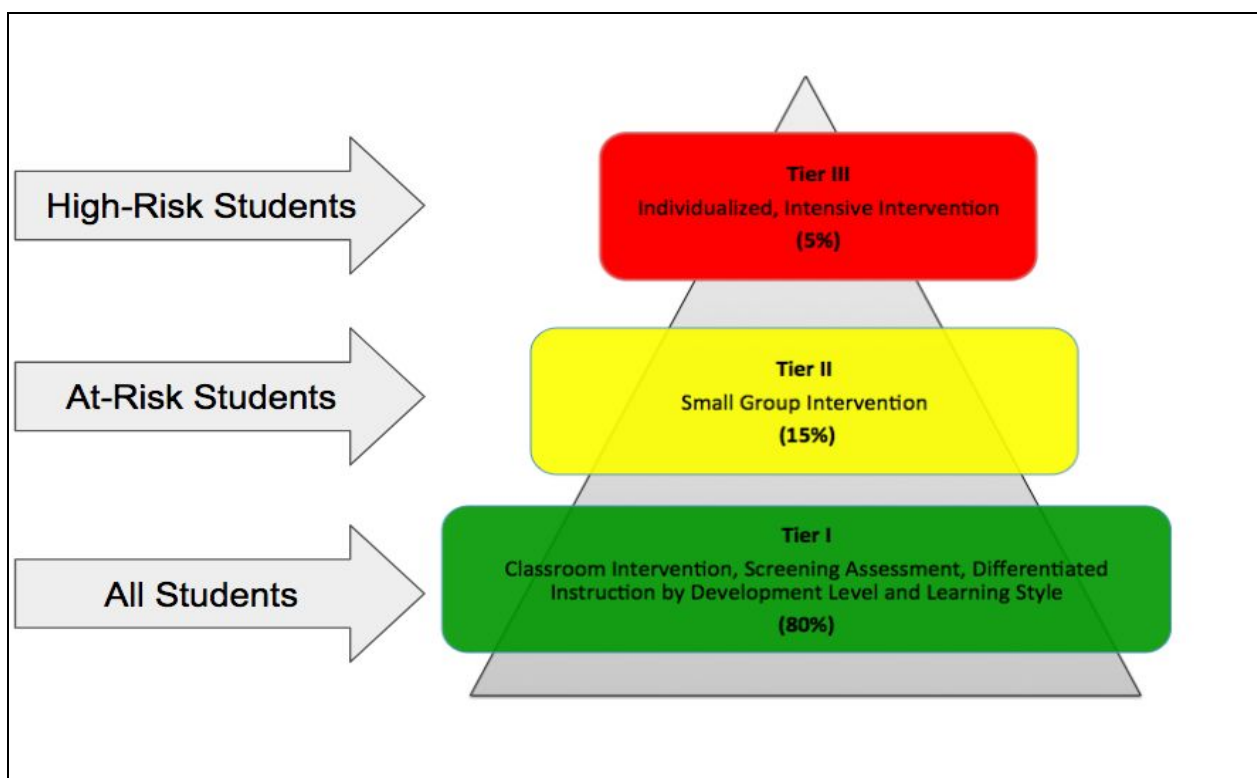 High-Risk Students
Tier III
Individualized, Intensive Intervention
(5%)
At-Risk Students
Tier II
Small Group Intervention
(15%)
All Students
Tier I
Classroom Intervention, Screening Assessment, Differentiated
Instruction by Development Level and Learning Style
(80%)